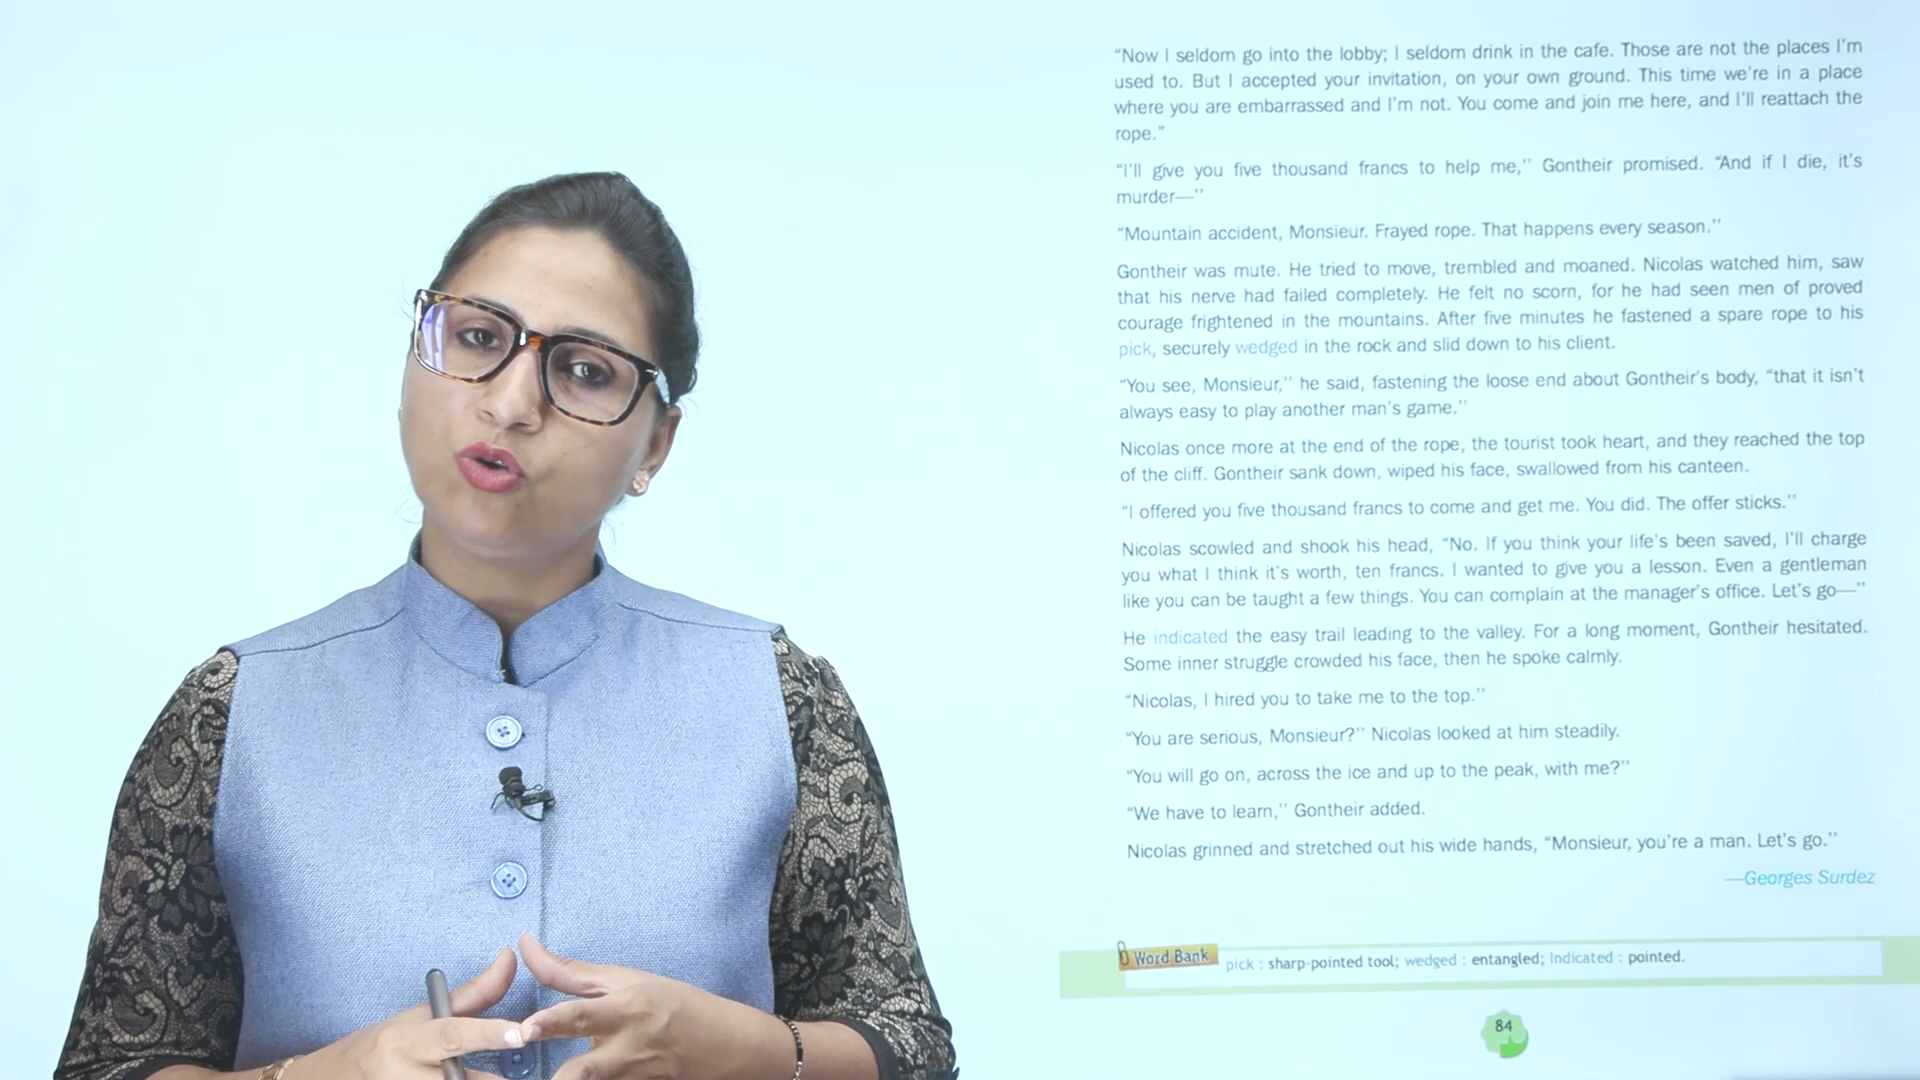 “Now I seldom go into the lobby; I seldom drink in the cafe. Those are not the places I’m
used to. But I accepted your invitation, on your own ground. This time we’re in a place
where you are embarrassed and I’m not. You come and join me here, and I’ll reattach the
rope.”
“I’ll give you five thousand francs to help me,’’ Gontheir promised. “And if I die, it’s
murder—’’
“Mountain accident, Monsieur. Frayed rope. That happens every season.’’
Gontheir was mute. He tried to move, trembled and moaned. Nicolas watched him, saw
that his nerve had failed completely. He felt no scorn, for he had seen men of proved
courage frightened in the mountains. After five minutes he fastened a spare rope to his
pick, securely wedged in the rock and slid down to his client.
“You see, Monsieur,’’ he said, fastening the loose end about Gontheir’s body, “that it isn’t
always easy to play another man’s game.’’
Nicolas once more at the end of the rope, the tourist took heart, and they reached the top
of the cliff. Gontheir sank down, wiped his face, swallowed from his canteen.
“I offered you five thousand francs to come and get me. You did. The offer sticks.’’
Nicolas scowled and shook his head, “No. If you think your life’s been saved, I’ll charge
you what I think it’s worth, ten francs. I wanted to give you a lesson. Even a gentleman
like you can be taught a few things. You can complain at the manager’s office. Let’s go—’’
He indicated the easy trail leading to the valley. For a long moment, Gontheir hesitated.
Some inner struggle crowded his face, then he spoke calmly.
“Nicolas, I hired you to take me to the top.’’
“You are serious, Monsieur?’’ Nicolas looked at him steadily.
“You will go on, across the ice and up to the peak, with me?’’
“We have to learn,’’ Gontheir added.
Nicolas grinned and stretched out his wide hands, “Monsieur, you’re a man. Let’s go.’’
—Georges Surdez
Word Bank pick : sharp-pointed tool; wedged : entangled; Indicated : pointed.
84